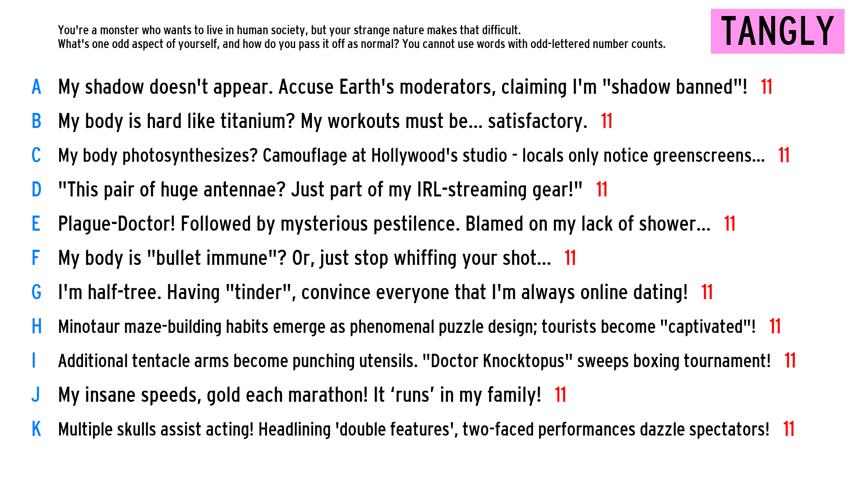 You're a monster who wants to live in human society, but your strange nature makes that difficult.
What's one odd aspect of yourself, and how do you pass it off as normal? You cannot use words with odd-lettered number counts.
TANGLY
A My shadow doesn't appear. Accuse Earth's moderators, claiming I'm "shadow banned"! 11
B My body is hard like titanium? My workouts must be... satisfactory. 11
C My body photosynthesizes? Camouflage at Hollywood's studio - locals only notice greenscreens... 11
D "This pair of huge antennae? Just part of my IRL-streaming gear!" 11
E Plague-Doctor! Followed by mysterious pestilence. Blamed on my lack of shower... 11
F My body is "bullet immune"? Or, just stop whiffing your shot... 11
G I'm half-tree. Having "tinder", convince everyone that I'm always online dating! 11
H Minotaur maze-building habits emerge as phenomenal puzzle design; tourists become "captivated"! 11
I Additional tentacle arms become punching utensils. "Doctor Knocktopus" sweeps boxing tournament! 11
J My insane speeds, gold each marathon! It ‘runs’ in my family! 11
K Multiple skulls assist acting! Headlining 'double features', two-faced performances dazzle spectators! 11